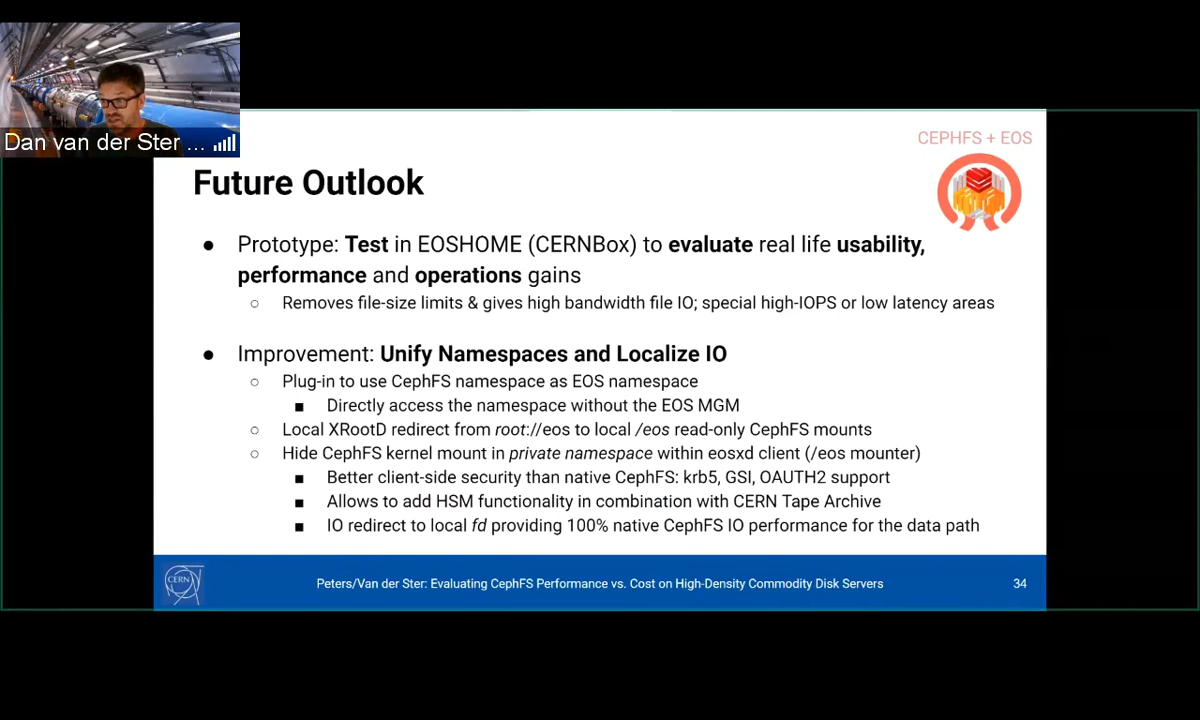 Dan van der Ster ...
CEPHFS + EOS
Future Outlook
● Prototype: Test in EOSHOME (CERNBox) to evaluate real life usability,
performance and operations gains
○ Removes file-size limits & gives high bandwidth file IO; special high-IOPS or low latency areas
● Improvement: Unify Namespaces and Localize IO
○ Plug-in to use CephFS namespace as EOS namespace
■ Directly access the namespace without the EOS MGM
○ Local XRootD redirect from root://eos to local /eos read-only CephFS mounts
○ Hide CephFS kernel mount in private namespace within eosxd client (/eos mounter)
■ Better client-side security than native CephFS: krb5, GSI, OAUTH2 support
■ Allows to add HSM functionality in combination with CERN Tape Archive
■ IO redirect to local fd providing 100% native CephFS IO performance for the data path
CERN
Peters/Van der Ster: Evaluating CephFS Performance vs. Cost on High-Density Commodity Disk Servers
34